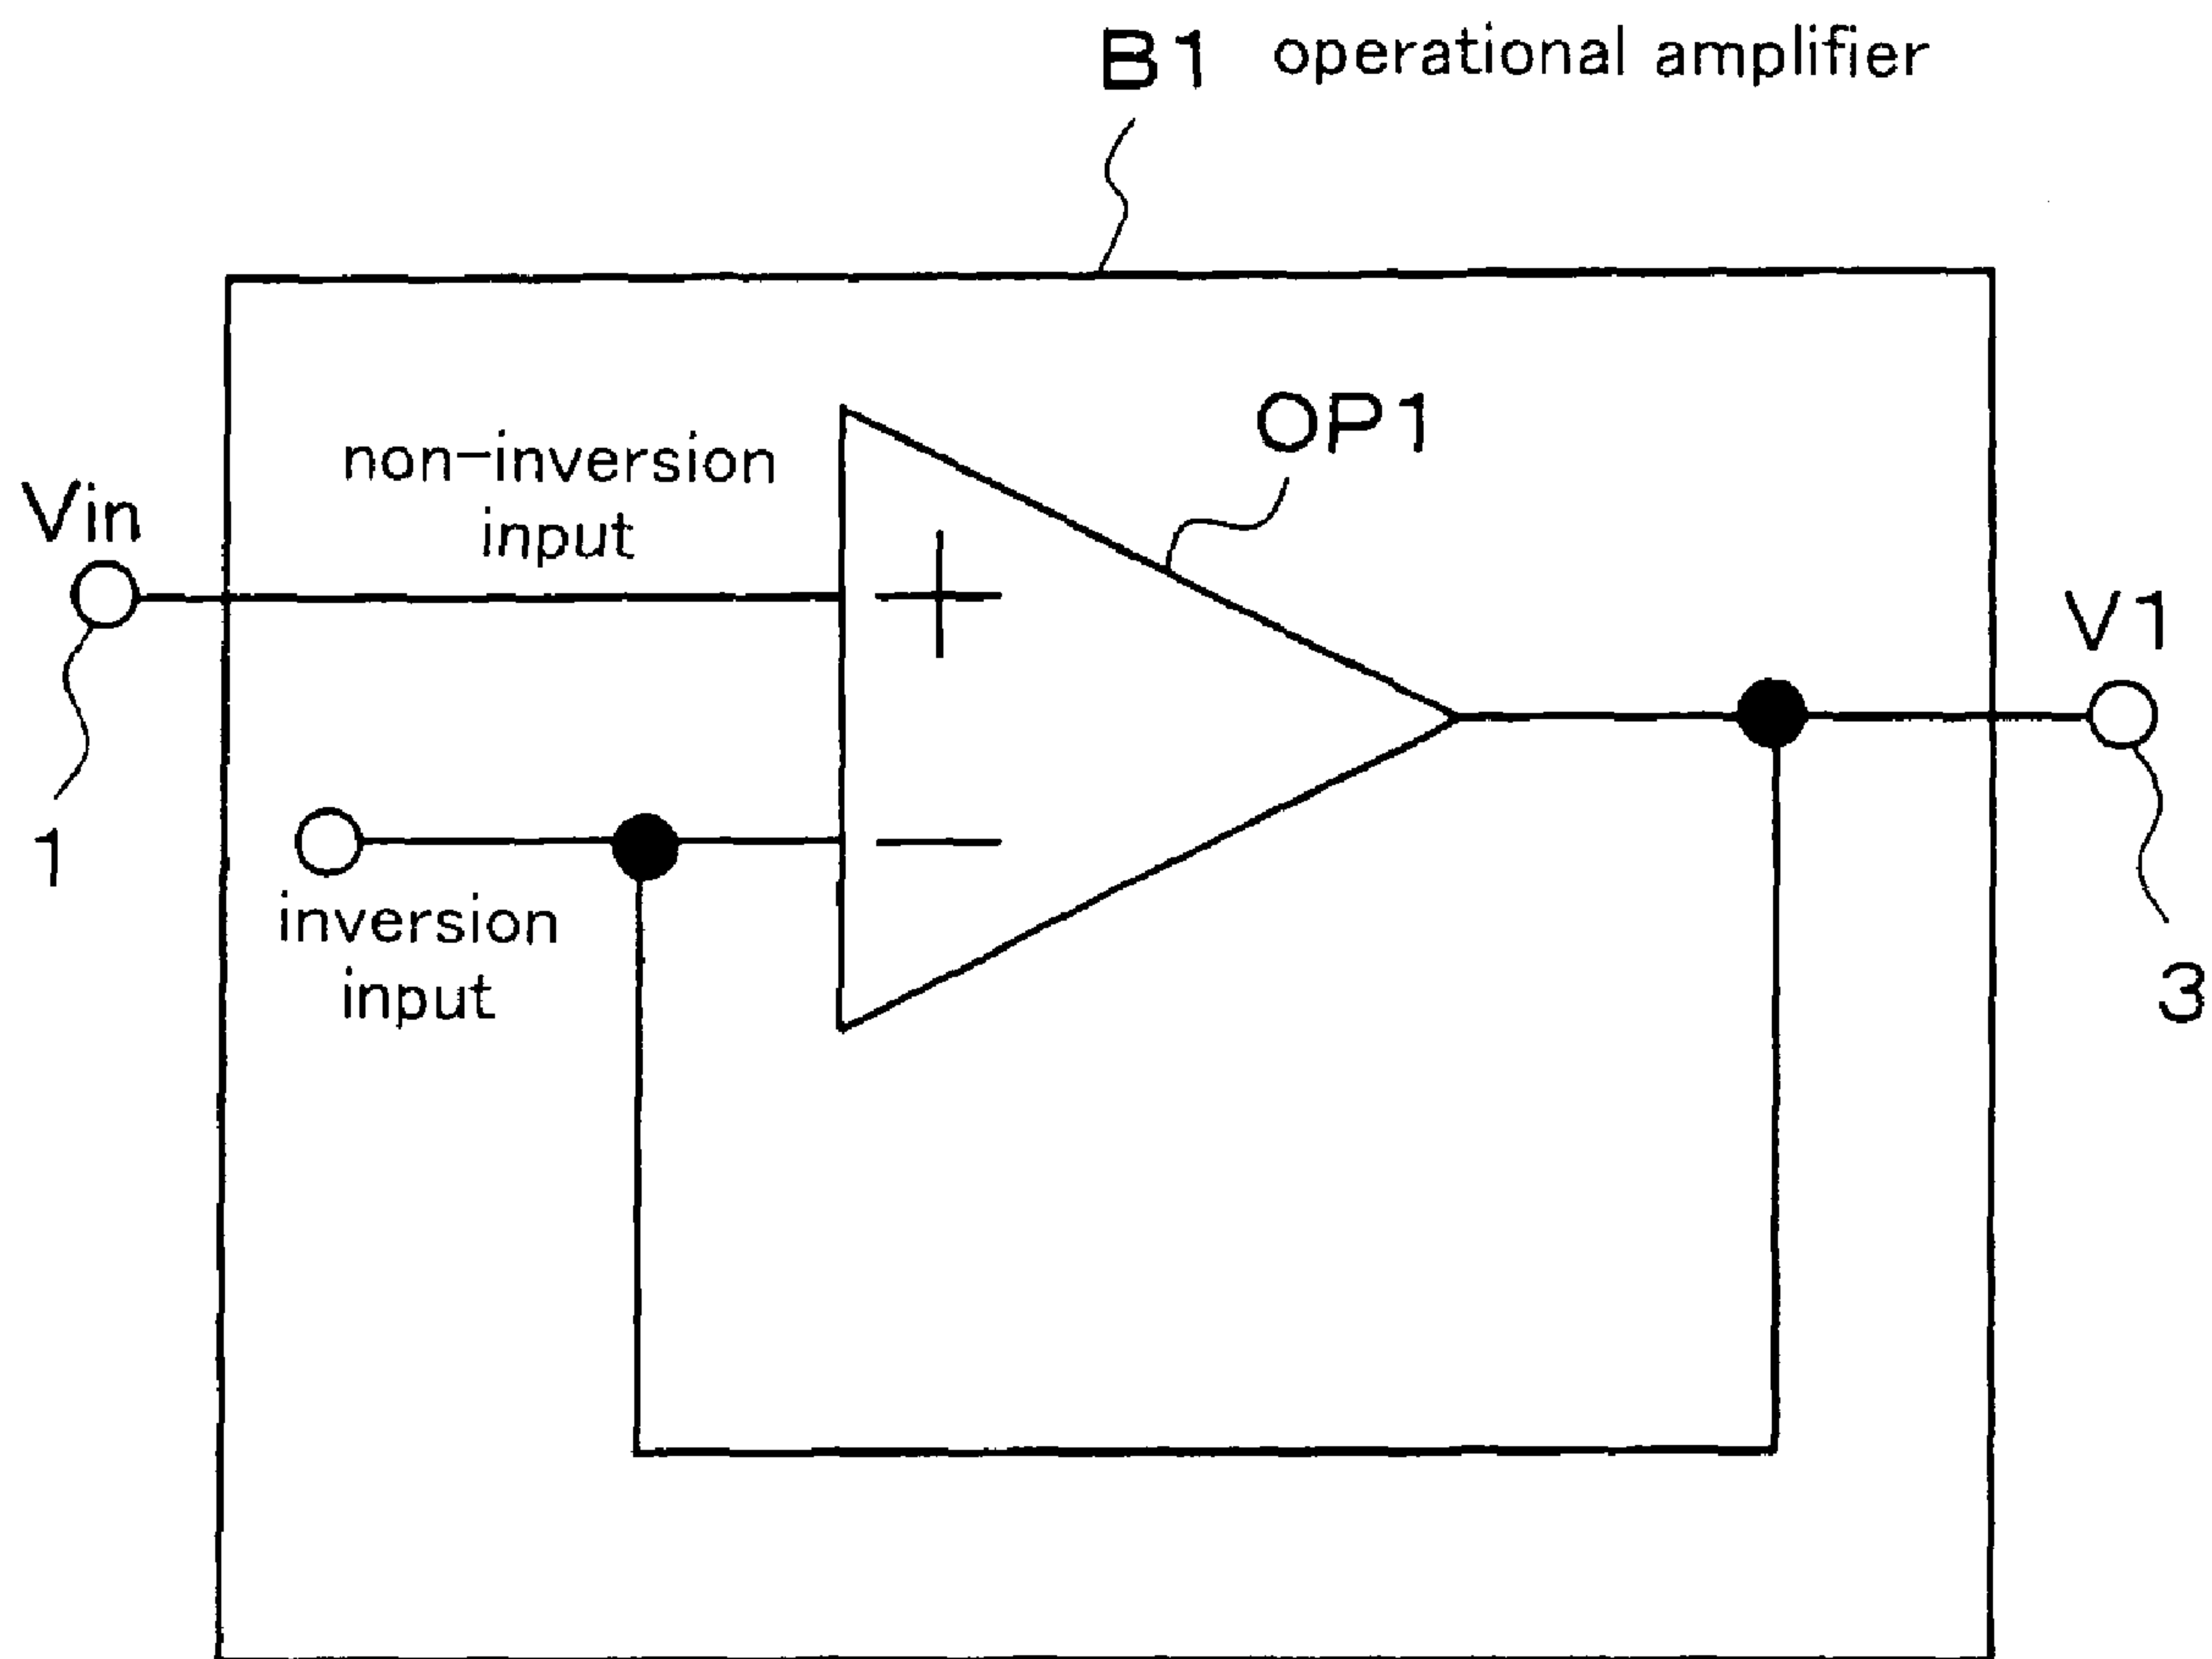 B1 operational amplifier
OP1
non-inversion
input
Vin
+
V1
1
−
inversion
input
3